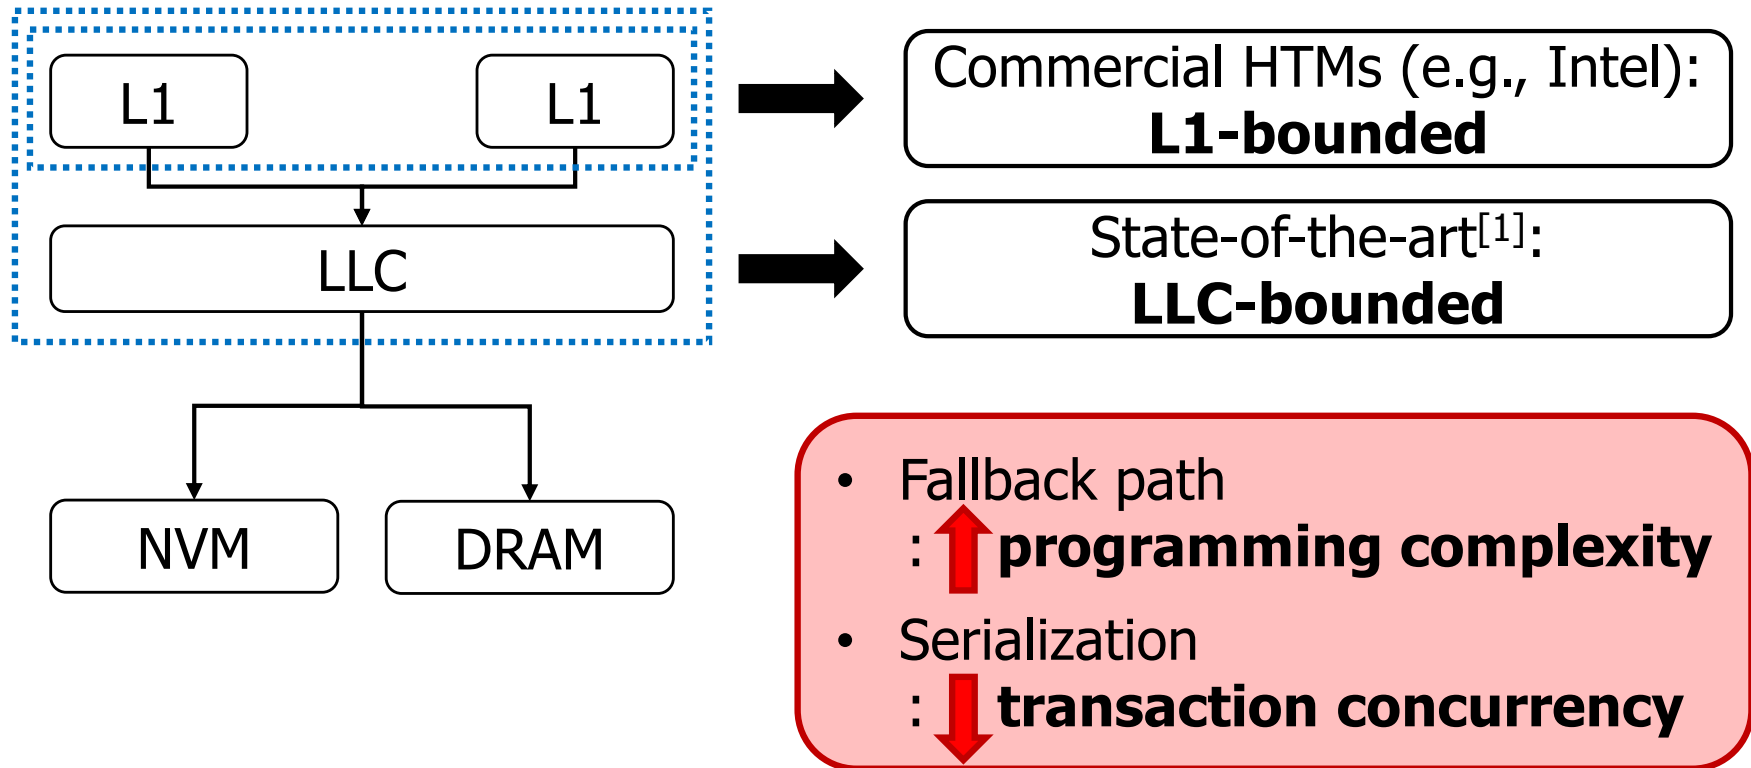 L1
L1
LLC
NVM
DRAM
Commercial HTMs (e.g., Intel):
L1-bounded
State-of-the-art[1]:
LLC-bounded
• Fallback path
: programming complexity
• Serialization
: transaction concurrency